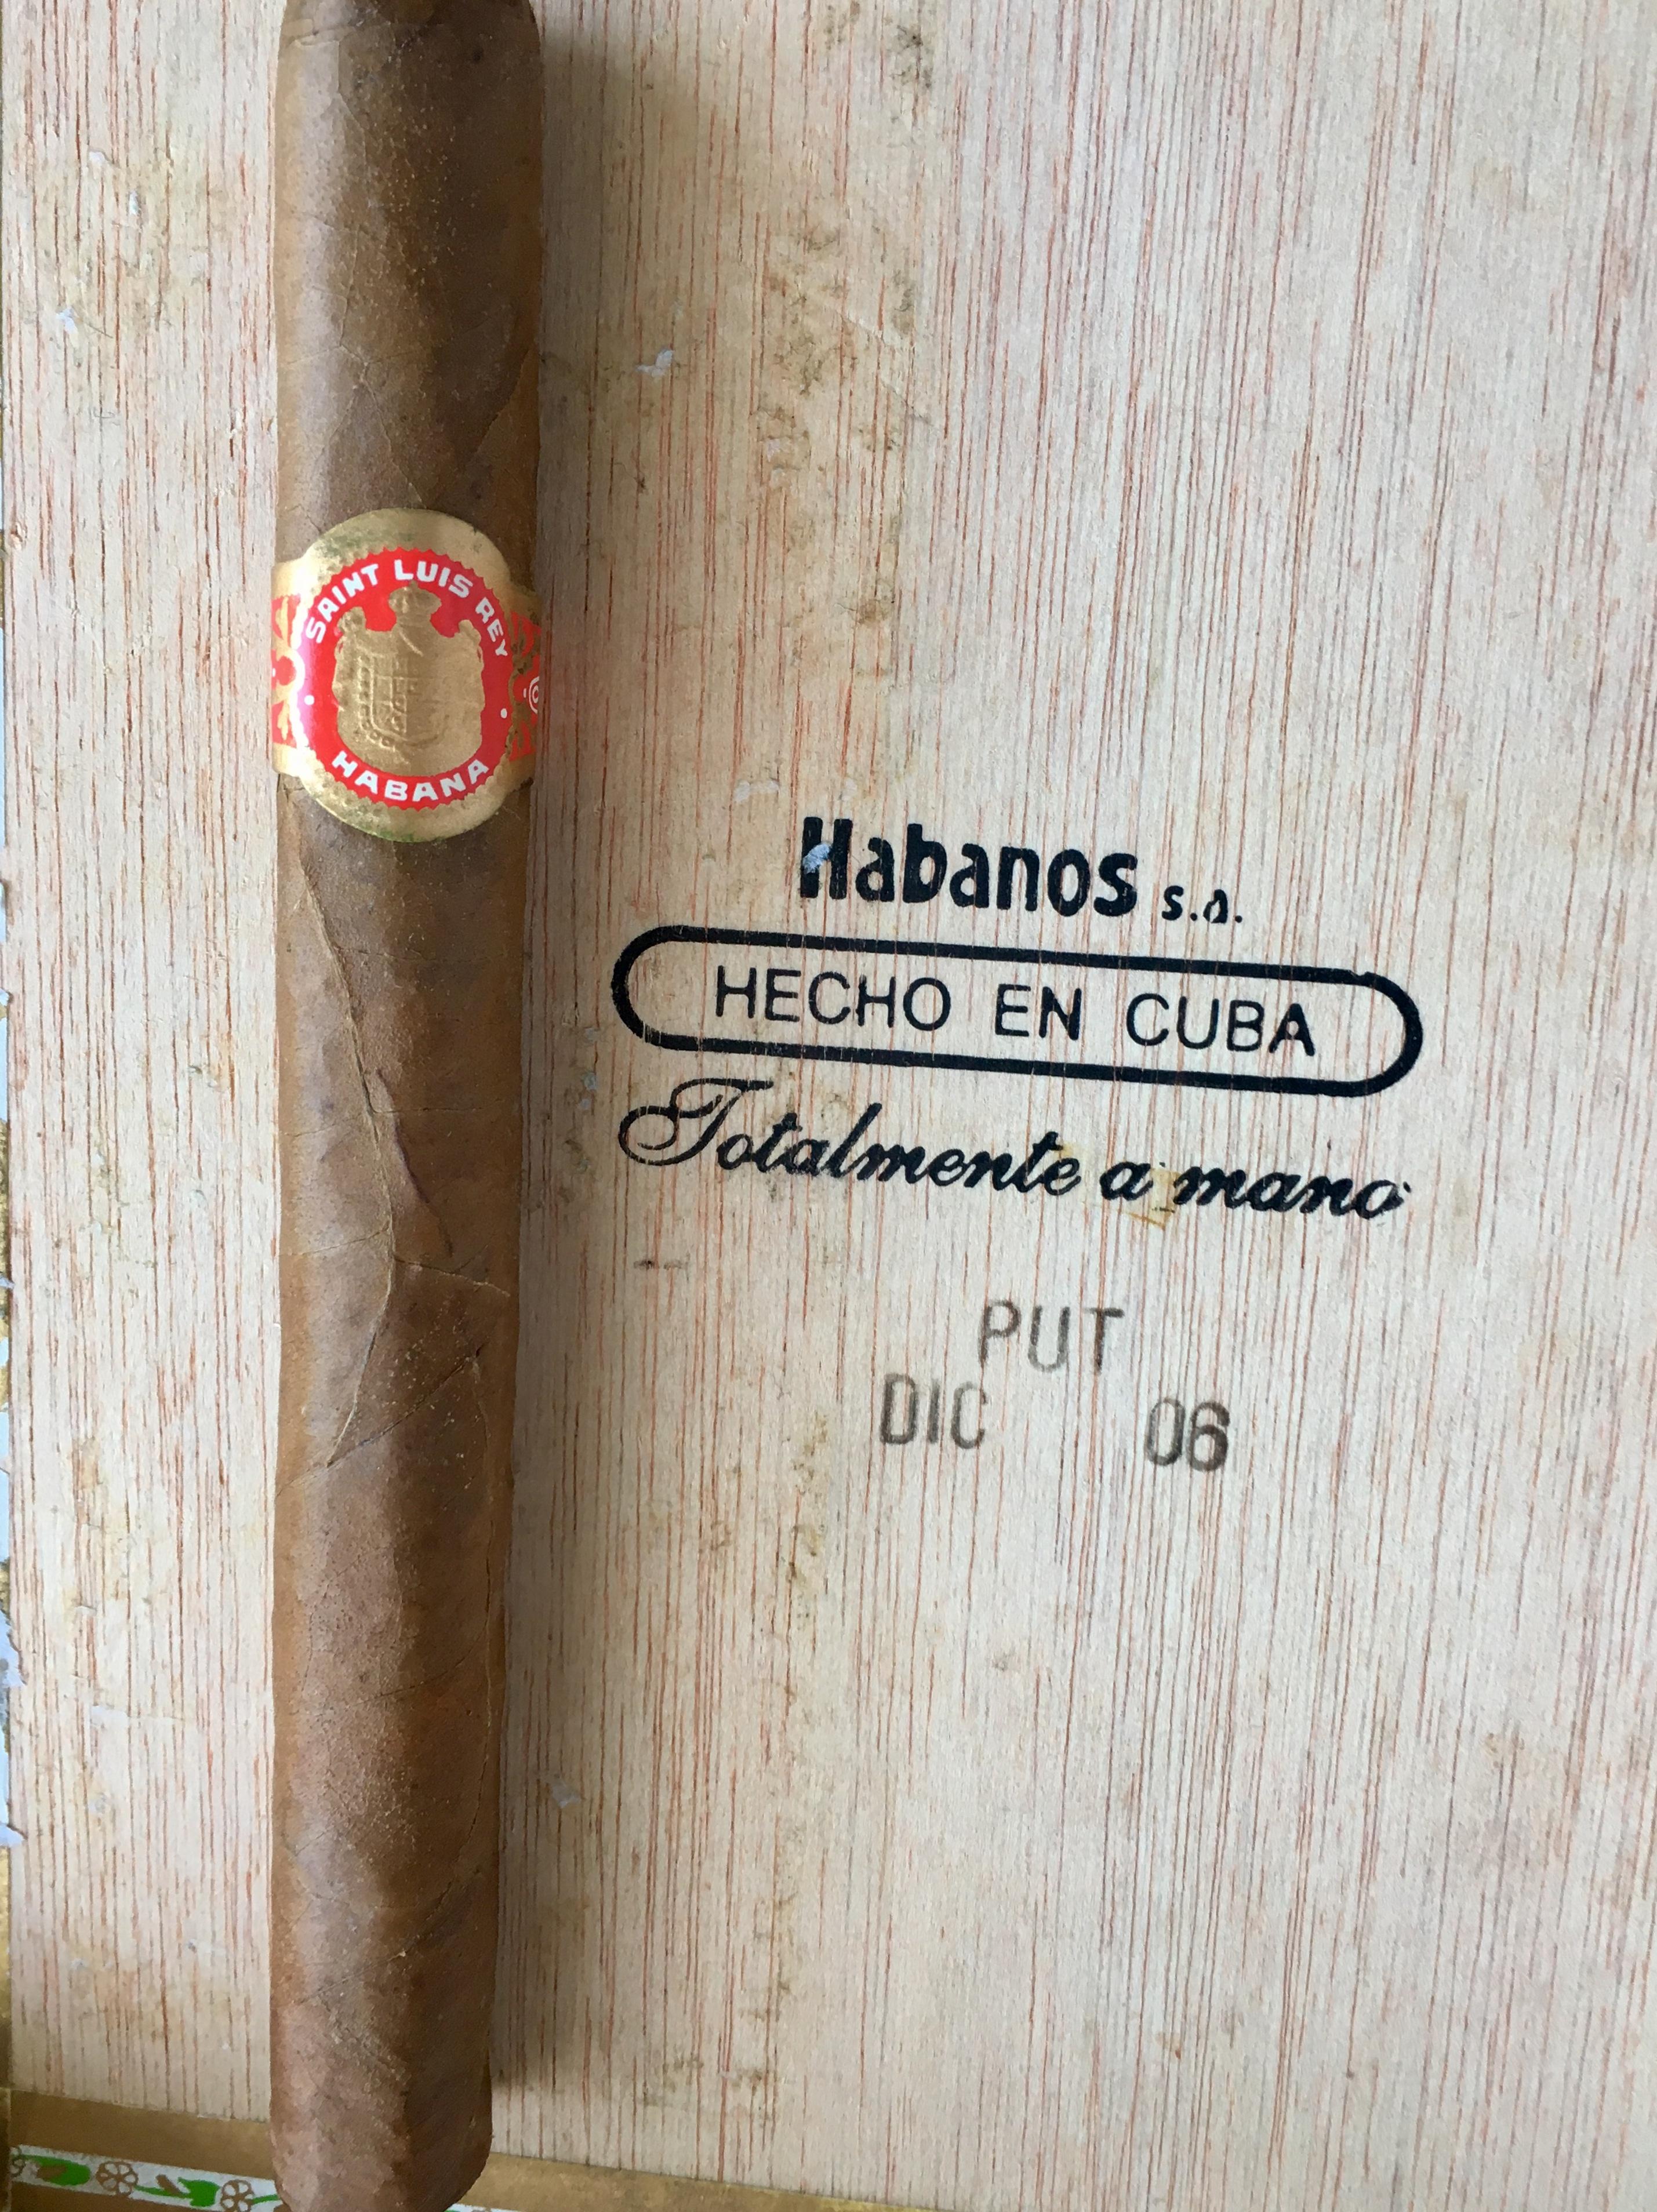 SAINT LUIS REY
HABANA
Habanos s.a.
HECHO EN CUBA
Totalmente a mano
PUT
DIC 06